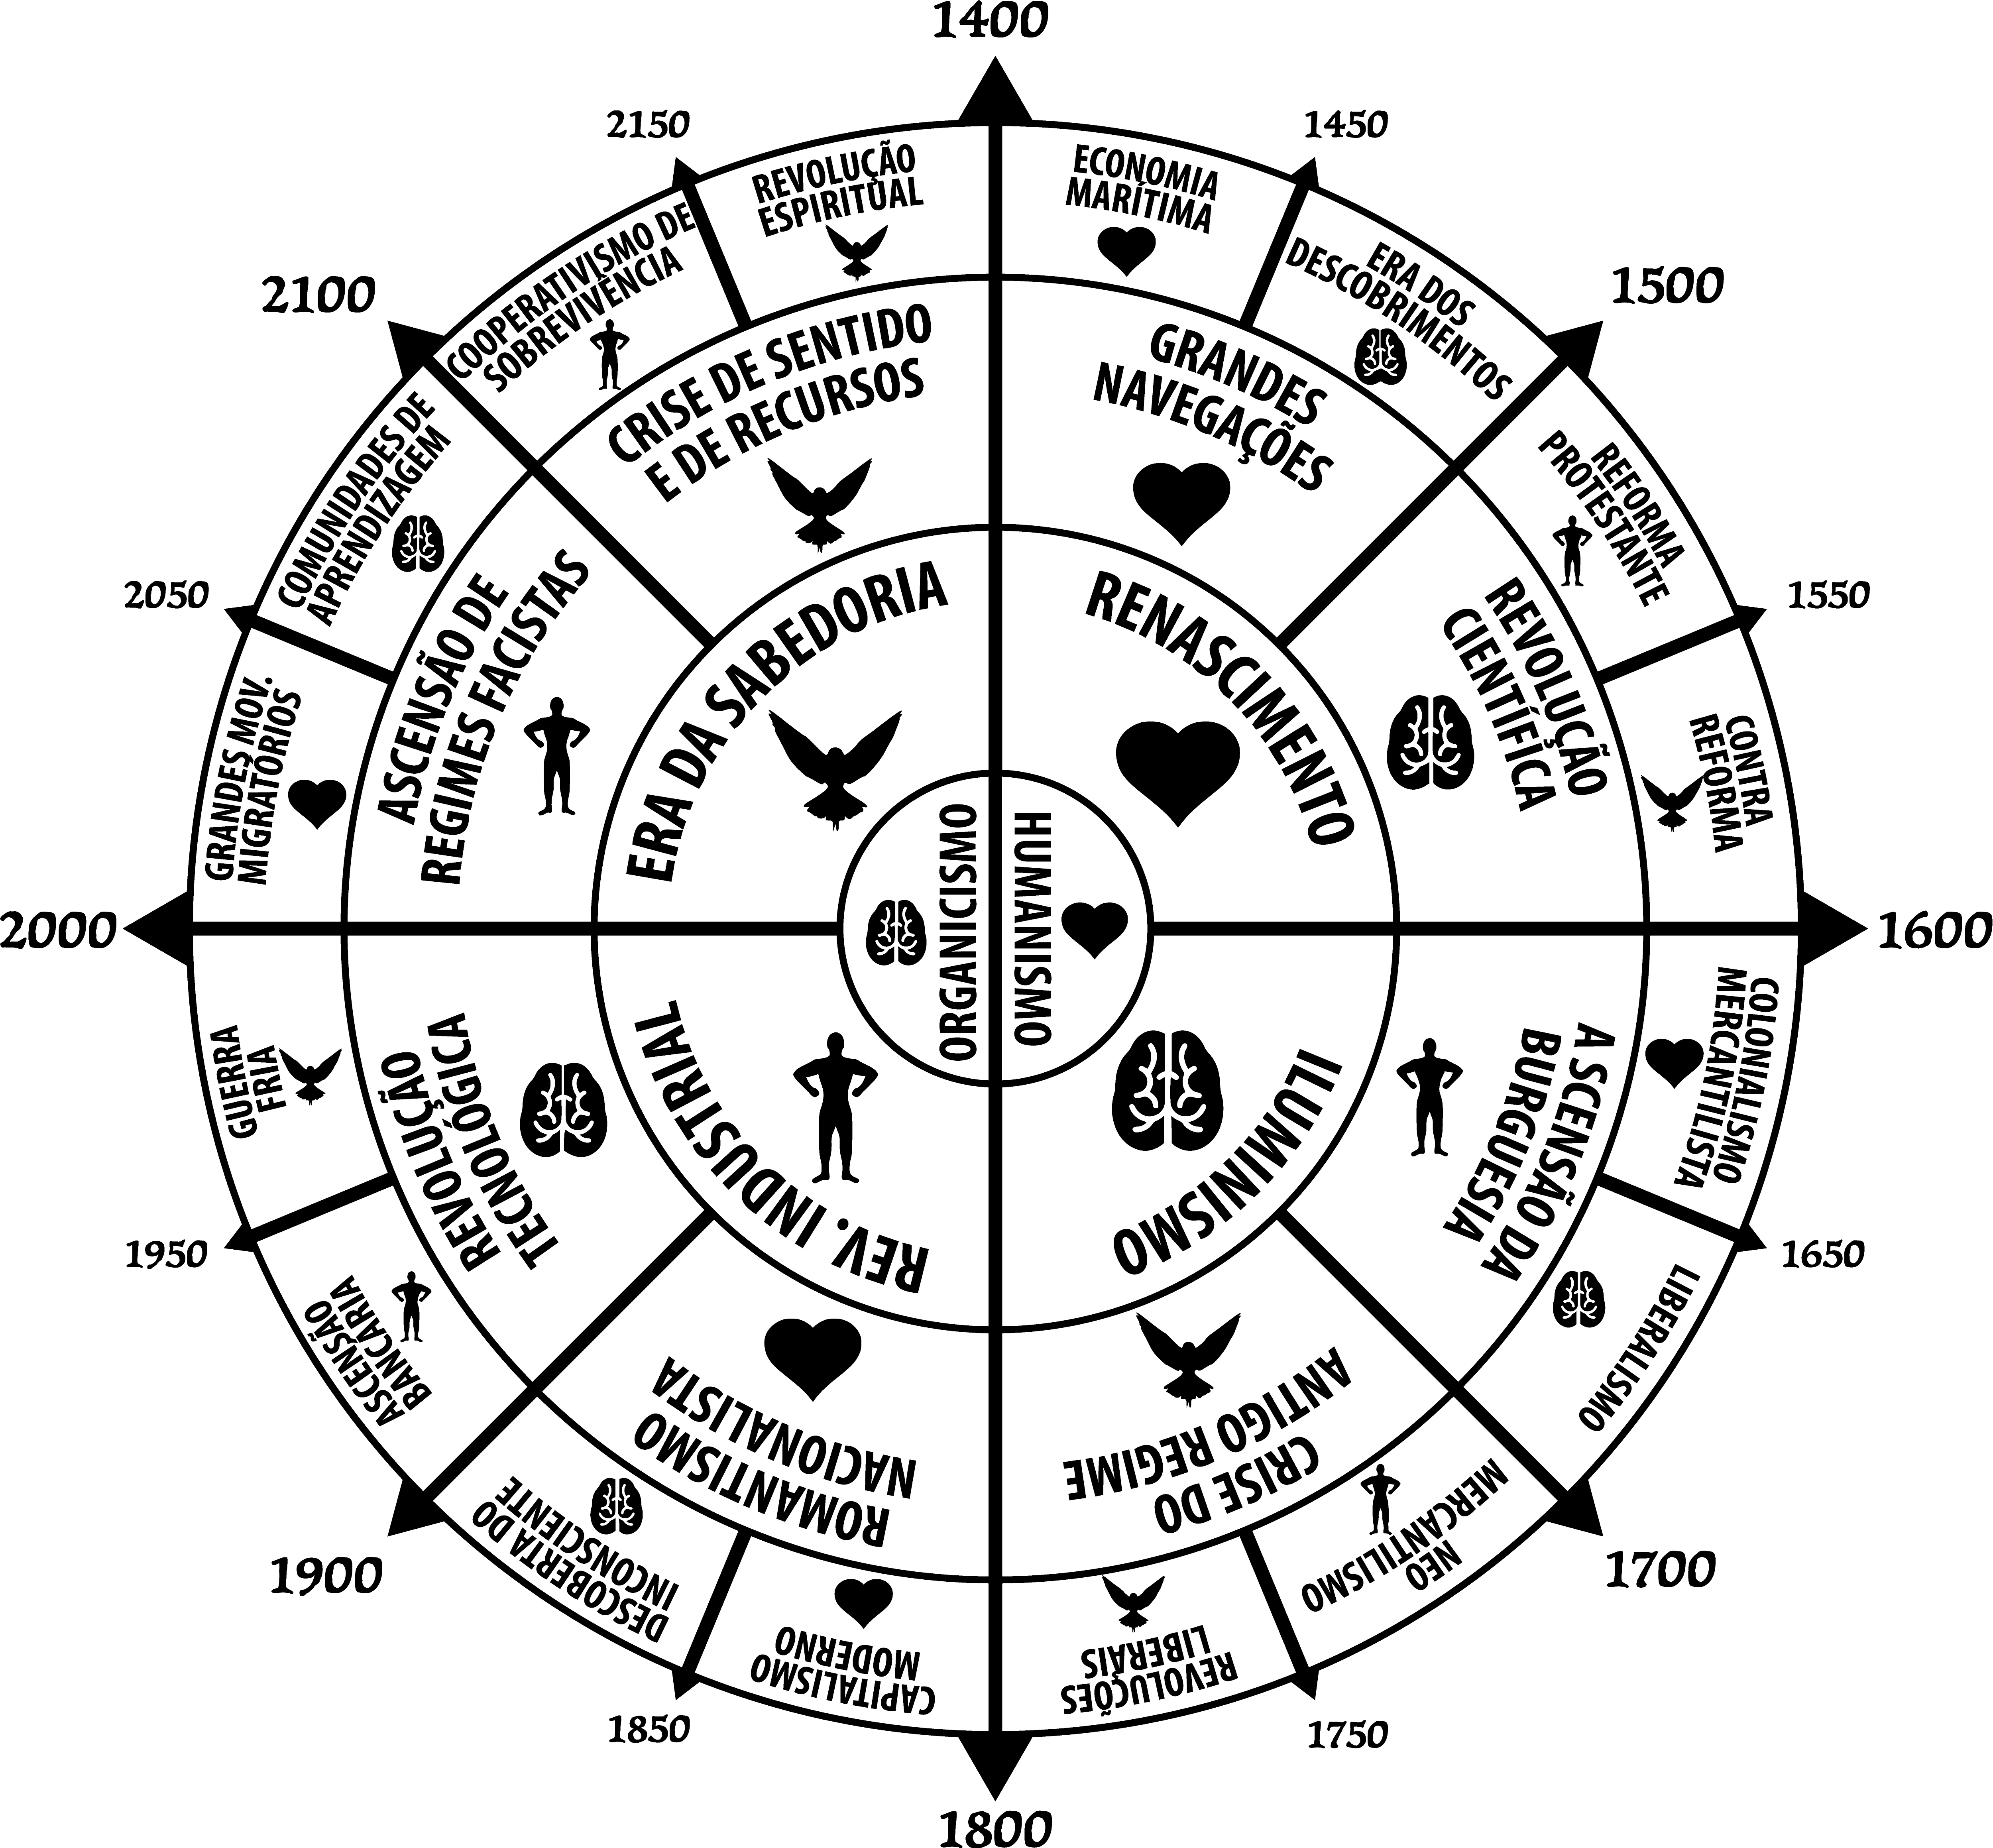 1400
1450
1500
1550
1600
1650
1700
1750
1800
1850
1900
1950
2000
2050
2100
2150
ECONOMIA
MARÍTIMA
ERA DOS
DESCOBRIMENTOS
REFORMA
PROTESTANTE
CONTRA
REFORMA
COLONIALISMO
MERCANTILISTA
LIBERALISMO
NEO
MERCANTILISMO
REVOLUÇÕES
LIBERAIS
CAPITALISMO
MODERNO
DESCOBERTA DO
INCONSCIENTE
ASCENSÃO
BANCÁRIA
GUERRA
FRIA
GRANDES MOV.
MIGRATÓRIOS
COMUNIDADES DE
APRENDIZAGEM
COOPERATIVISMO DE
SOBREVIVÊNCIA
REVOLUÇÃO
ESPIRITUAL
GRANDES
NAVEGAÇÕES
REVOLUÇÃO
CIENTÍFICA
ASCENSÃO DA
BURGUESIA
CRISE DO
ANTIGO REGIME
ROMANTISMO
NACIONALISTA
REVOLUÇÃO
TECNOLÓGICA
ASCENSÃO DE
REGIMES FACISTAS
CRISE DE SENTIDO
E DE RECURSOS
RENASCIMENTO
ILUMINISMO
REV. INDUSTRIAL
ERA DA SABEDORIA
HUMANISMO
ORGANICISMO